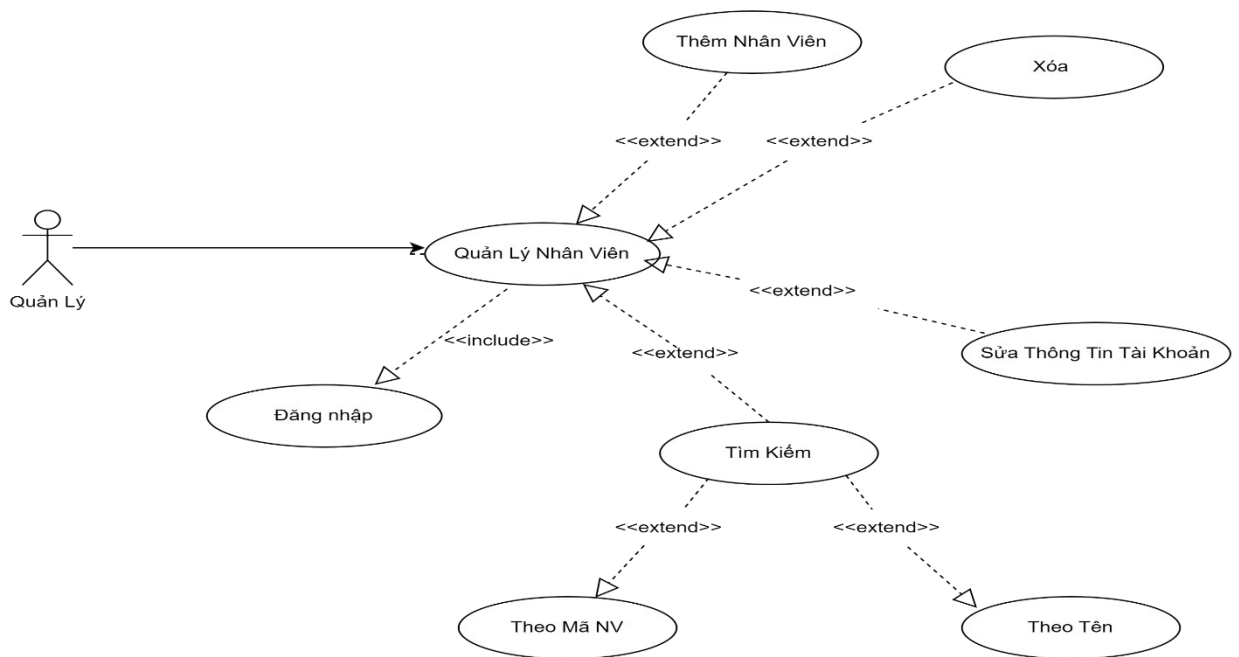 Thêm Nhân Viên
Xóa
<<extend>>
<<extend>>
Quản Lý Nhân Viên
Quản Lý
<<extend>>
<<include>>
<<extend>>
Sửa Thông Tin Tài Khoản
Đăng nhập
Tìm Kiếm
<<extend>>
<<extend>>
Theo Mã NV
Theo Tên